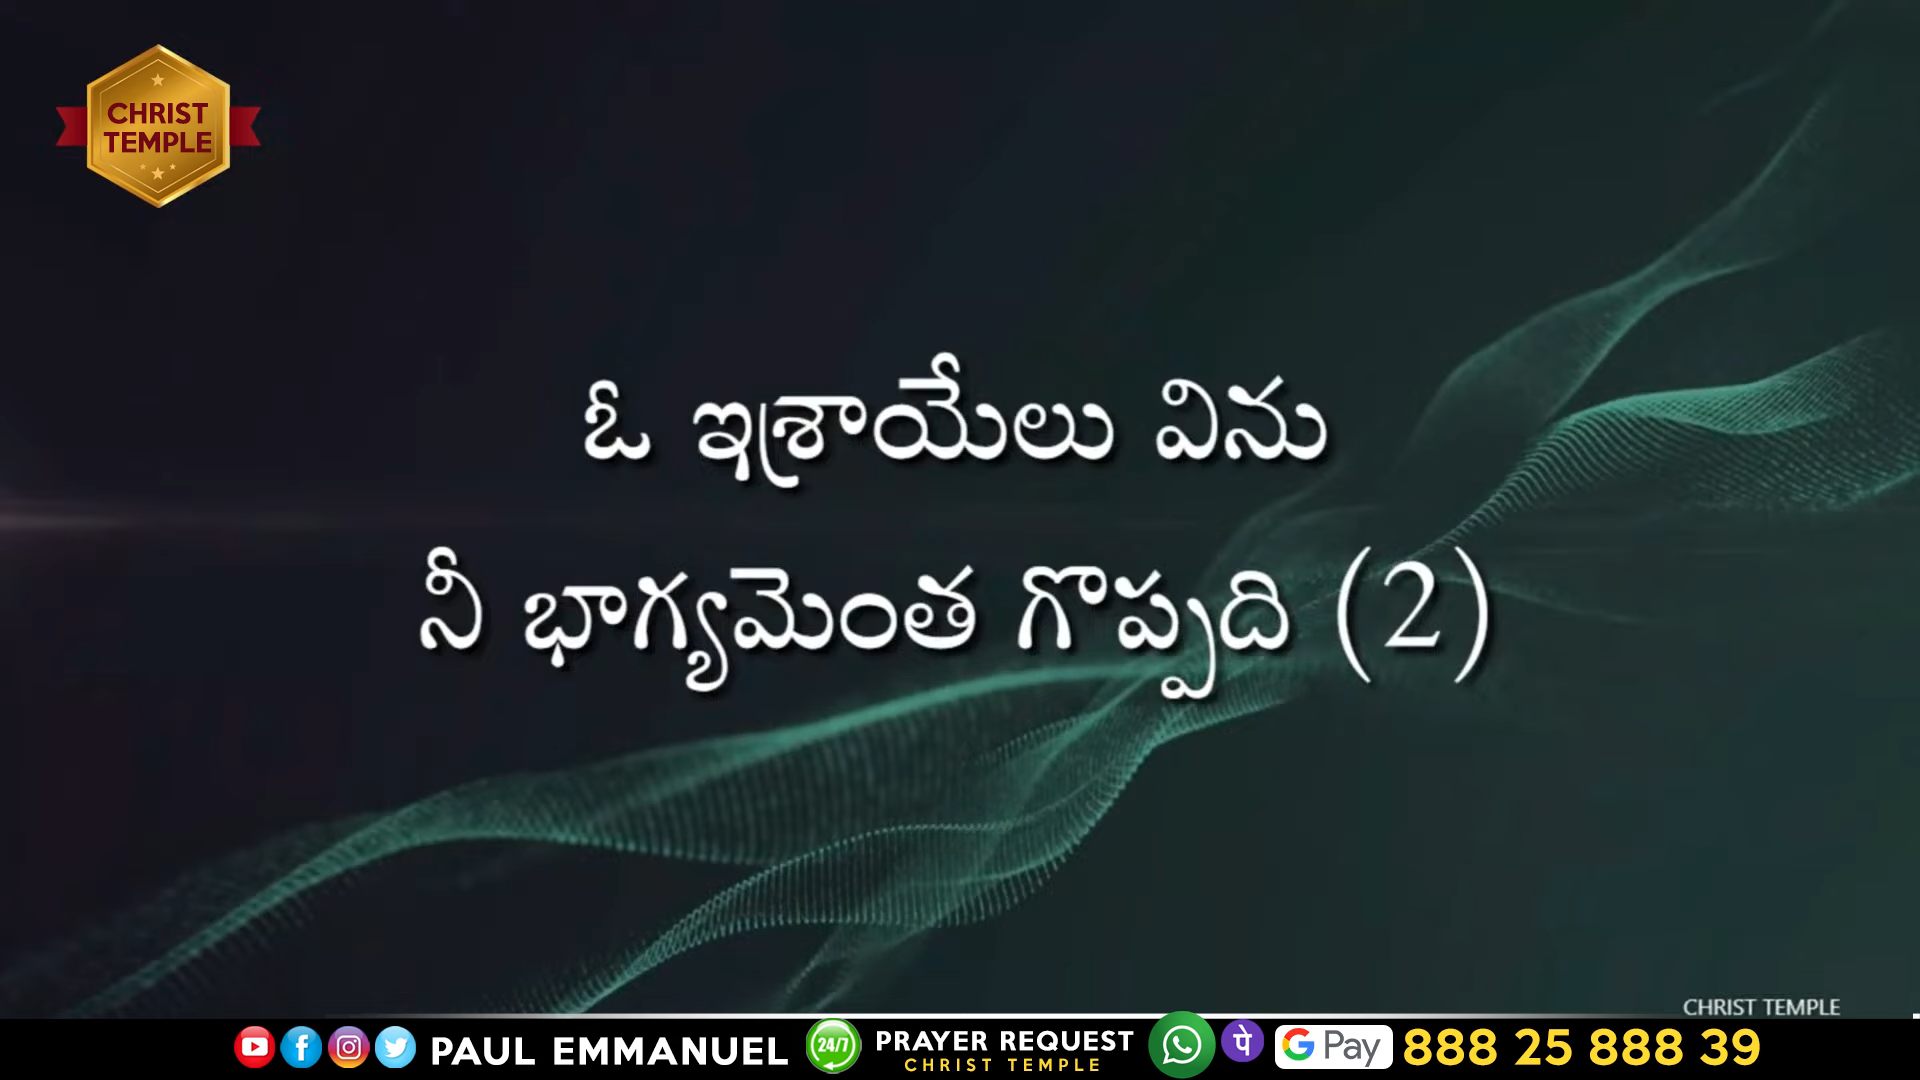 CHRIST
TEMPLE
ఓ ఇశ్రాయేలు విను
నీ భాగ్యమెంత గొప్పది (2)
CHRIST TEMPLE
PAUL EMMANUEL
24/7
PRAYER REQUEST
CHRIST TEMPLE
पे
G Pay
888 25 888 39